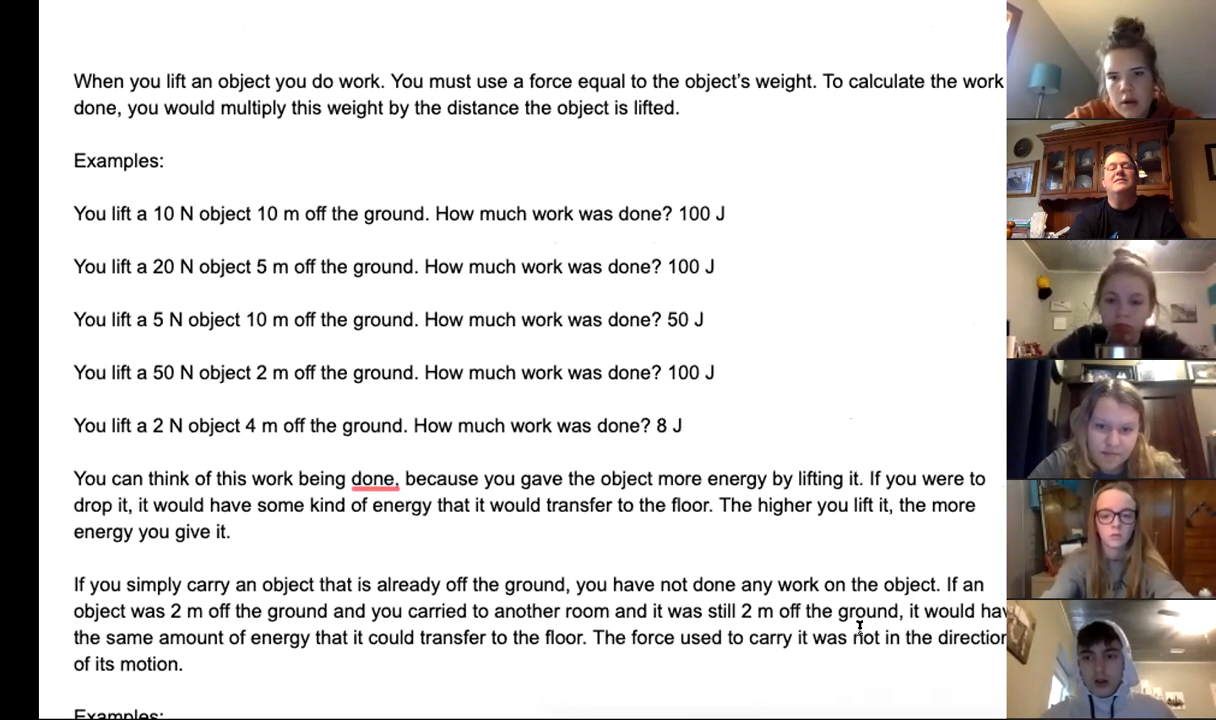 When you lift an object you do work. You must use a force equal to the object's weight. To calculate the work
done, you would multiply this weight by the distance the object is lifted.
Examples:
You lift a 10 N object 10 m off the ground. How much work was done? 100 J
You lift a 20 N object 5 m off the ground. How much work was done? 100 J
You lift a 5 N object 10 m off the ground. How much work was done? 50 J
You lift a 50 N object 2 m off the ground. How much work was done? 100 J
You lift a 2 N object 4 m off the ground. How much work was done? 8 J
You can think of this work being done, because you gave the object more energy by lifting it. If you were to
drop it, it would have some kind of energy that it would transfer to the floor. The higher you lift it, the more
energy you give it.
If you simply carry an object that is already off the ground, you have not done any work on the object. If an
object was 2 m off the ground and you carried to another room and it was still 2 m off the ground, it would hav
the same amount of energy that it could transfer to the floor. The force used to carry it was not in the direction
of its motion.
Examples: